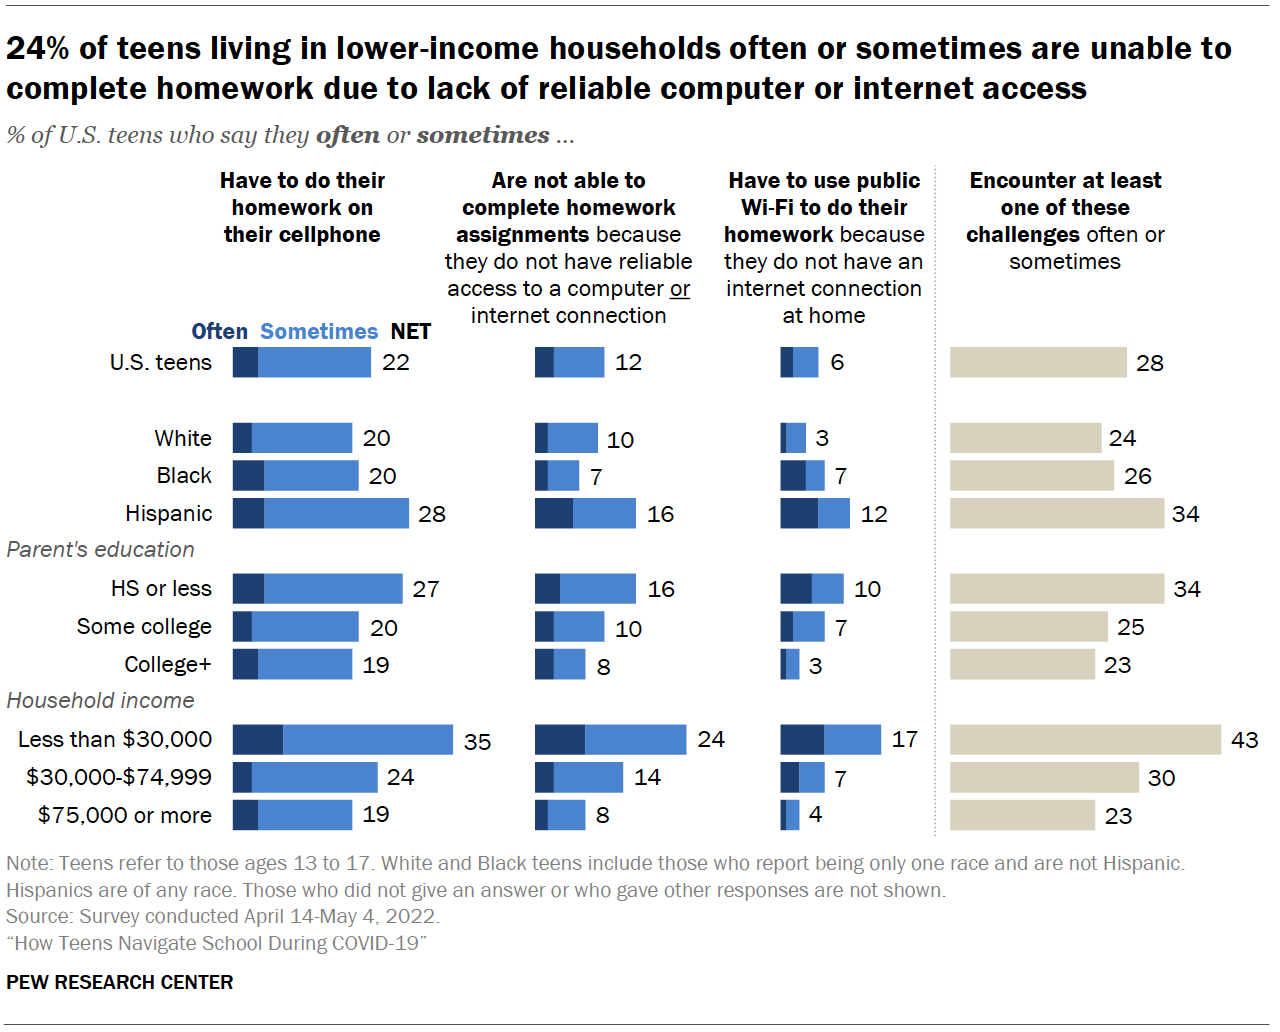 24% of teens living in lower-income households often or sometimes are unable to
complete homework due to lack of reliable computer or internet access
% of U.S. teens who say they often or sometimes ...
Have to do their
homework on
their cellphone
Are not able to
complete homework
assignments because
they do not have reliable
access to a computer or
internet connection
Have to use public
Wi-Fi to do their
homework because
they do not have an
internet connection
at home
Encounter at least
one of these
challenges often or
sometimes
Often Sometimes NET
U.S. teens 22 12 6 28
White 20 10 3 24
Black 20 7 7 26
Hispanic 28 16 12 34
Parent's education
HS or less 27 16 10 34
Some college 20 10 7 25
College+ 19 8 3 23
Household income
Less than $30,000 35 24 17 43
$30,000-$74,999 24 14 7 30
$75,000 or more 19 8 4 23
Note: Teens refer to those ages 13 to 17. White and Black teens include those who report being only one race and are not Hispanic.
Hispanics are of any race. Those who did not give an answer or who gave other responses are not shown.
Source: Survey conducted April 14-May 4, 2022.
“How Teens Navigate School During COVID-19”
PEW RESEARCH CENTER